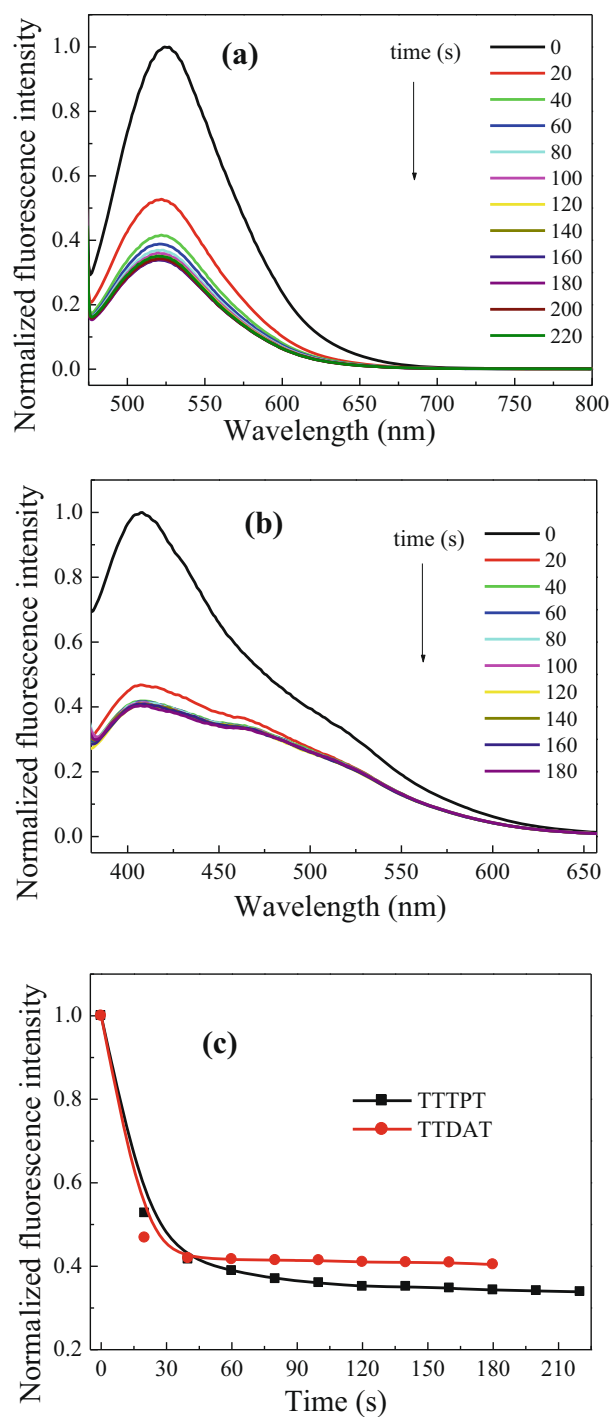 (a)
time (s)
0
20
40
60
80
100
120
140
160
180
200
220
1.0
0.8
0.6
0.4
0.2
0.0
Normalized fluorescence intensity
500 550 600 650 700 750 800
Wavelength (nm)
(b)
time (s)
0
20
40
60
80
100
120
140
160
180
1.0
0.8
0.6
0.4
0.2
0.0
Normalized fluorescence intensity
400 450 500 550 600 650
Wavelength (nm)
(c)
TTTPT
TTDAT
1.0
0.8
0.6
0.4
0.2
Normalized fluorescence intensity
0 30 60 90 120 150 180 210
Time (s)